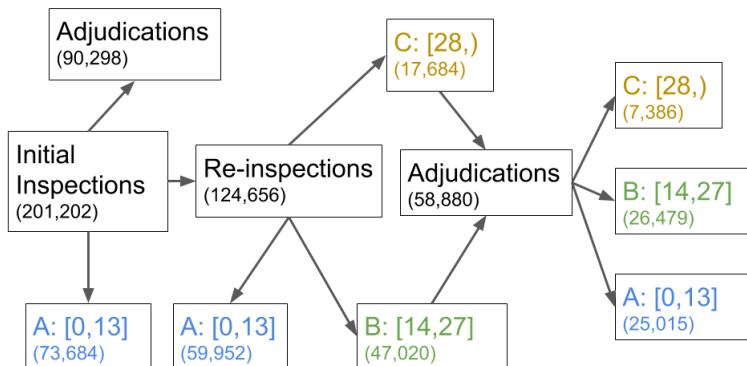 Adjudications
(90,298)
C: [28,)
(17,684)
C: [28,)
(7,386)
Initial
Inspections
(201,202)
Re-inspections
(124,656)
Adjudications
(58,880)
B: [14,27]
(26,479)
A: [0,13]
(73,684)
A: [0,13]
(59,952)
B: [14,27]
(47,020)
A: [0,13]
(25,015)